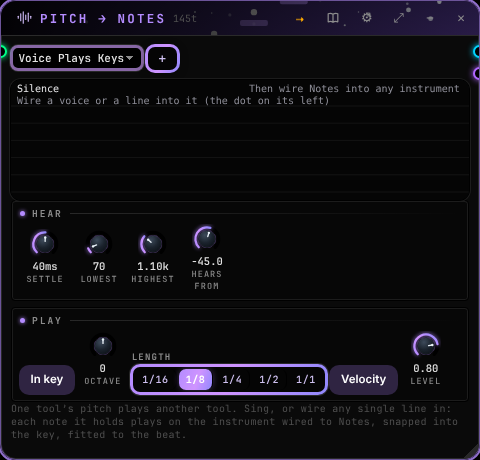 PITCH → NOTES 145t
Voice Plays Keys
+
Silence
Then wire Notes into any instrument
Wire a voice or a line into it (the dot on its left)
HEAR
40ms
SETTLE
70
LOWEST
1.10k
HIGHEST
-45.0
HEARS
FROM
PLAY
In key
0
OCTAVE
LENGTH
1/16 1/8 1/4 1/2 1/1
Velocity
0.80
LEVEL
One tool's pitch plays another tool. Sing, or wire any single line in:
each note it holds plays on the instrument wired to Notes, snapped into
the key, fitted to the beat.